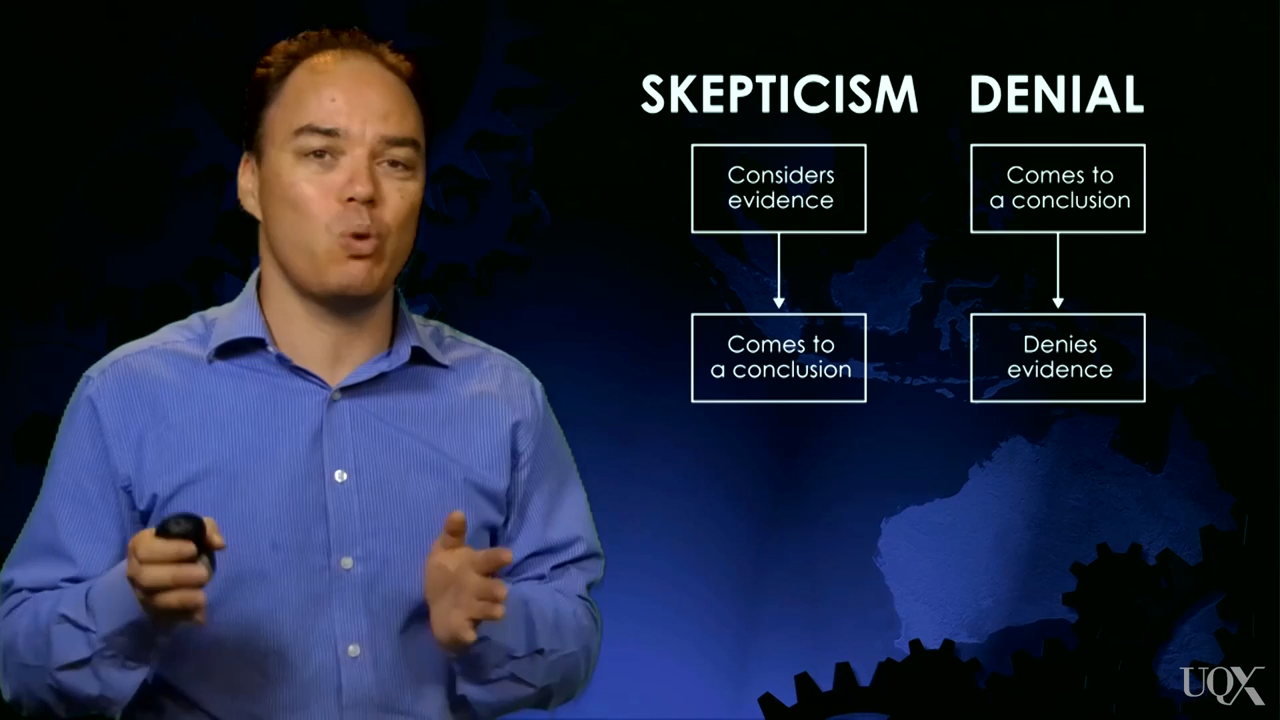 SKEPTICISM DENIAL
Considers
evidence
Comes to
a conclusion
Comes to
a conclusion
Denies
evidence
UQX